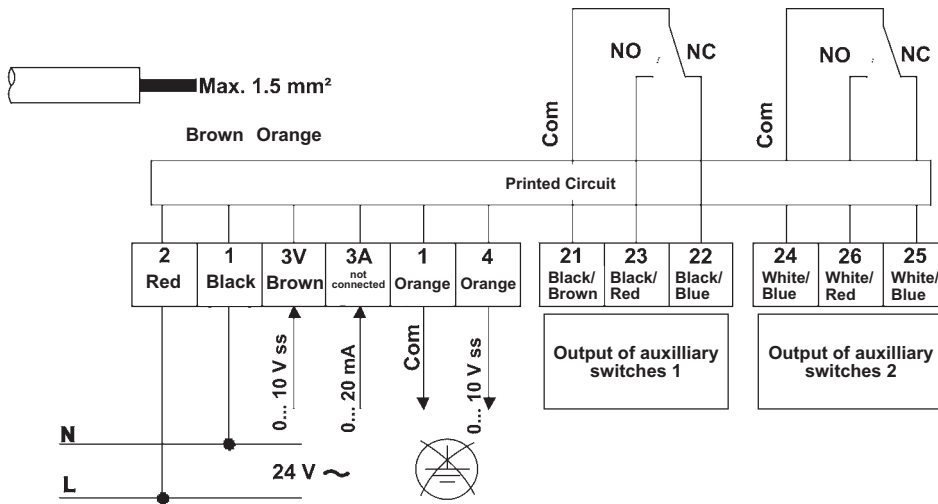 NO
NC
NO
NC
Max. 1.5 mm²
Com
Com
Brown Orange
Printed Circuit
2
Red
1
Black
3V
Brown
3A
not
connected
1
Orange
4
Orange
21
Black/
Brown
23
Black/
Red
22
Black/
Blue
24
White/
Blue
26
White/
Red
25
White/
Blue
0... 10 V ss
0... 20 mA
Com
0... 10 V ss
Output of auxilliary
switches 1
Output of auxilliary
switches 2
N
24 V ~
L